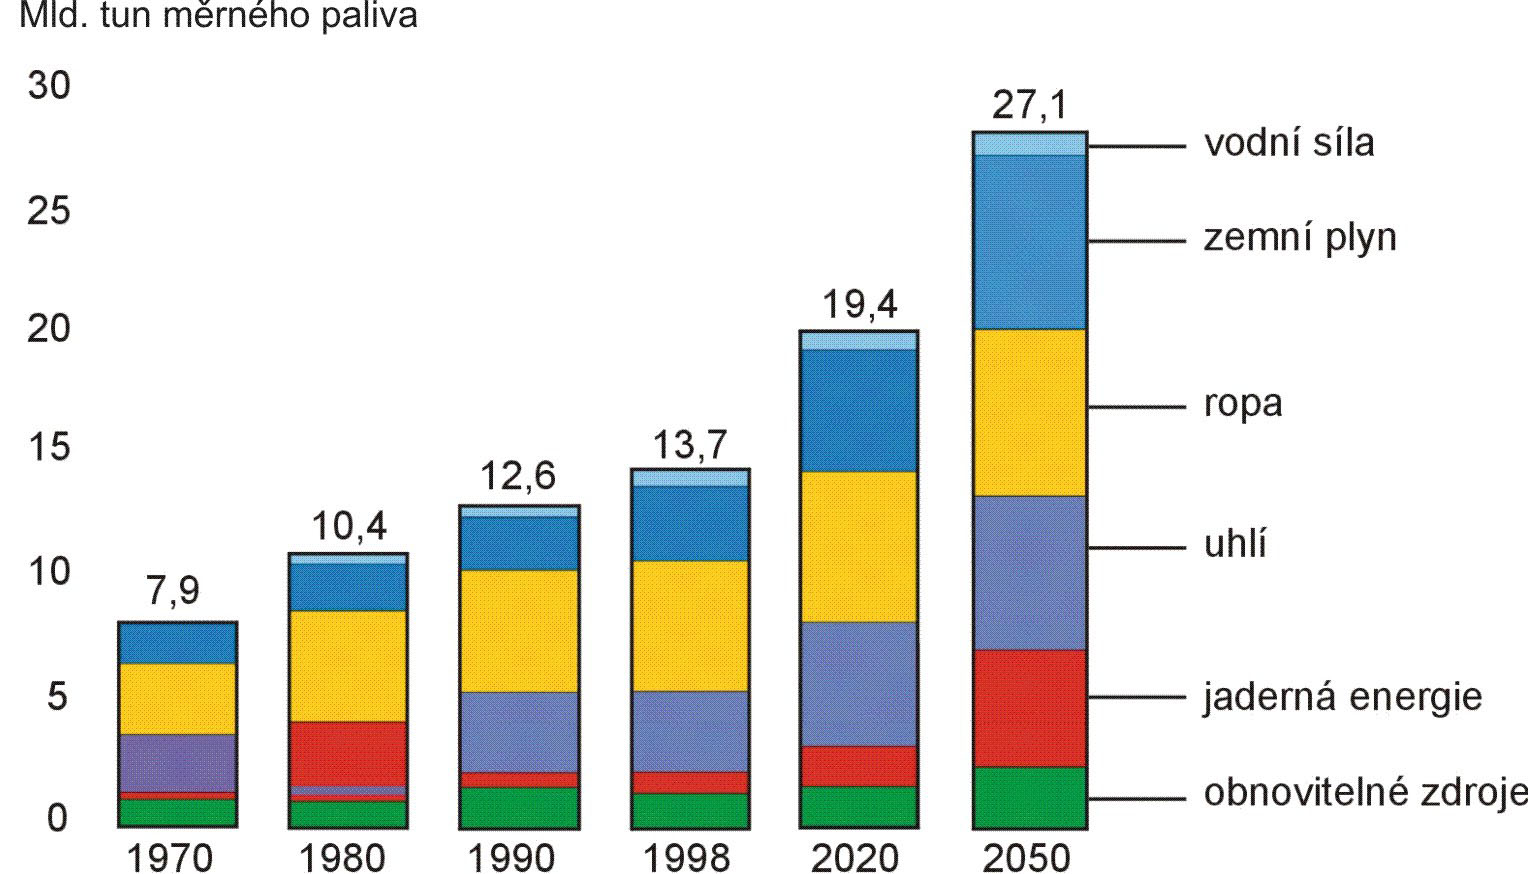 Mld. tun měrného paliva
30
25
20
15
10
5
0
7,9
10,4
12,6
13,7
19,4
27,1
vodní síla
zemní plyn
ropa
uhlí
jaderná energie
obnovitelné zdroje
1970 1980 1990 1998 2020 2050